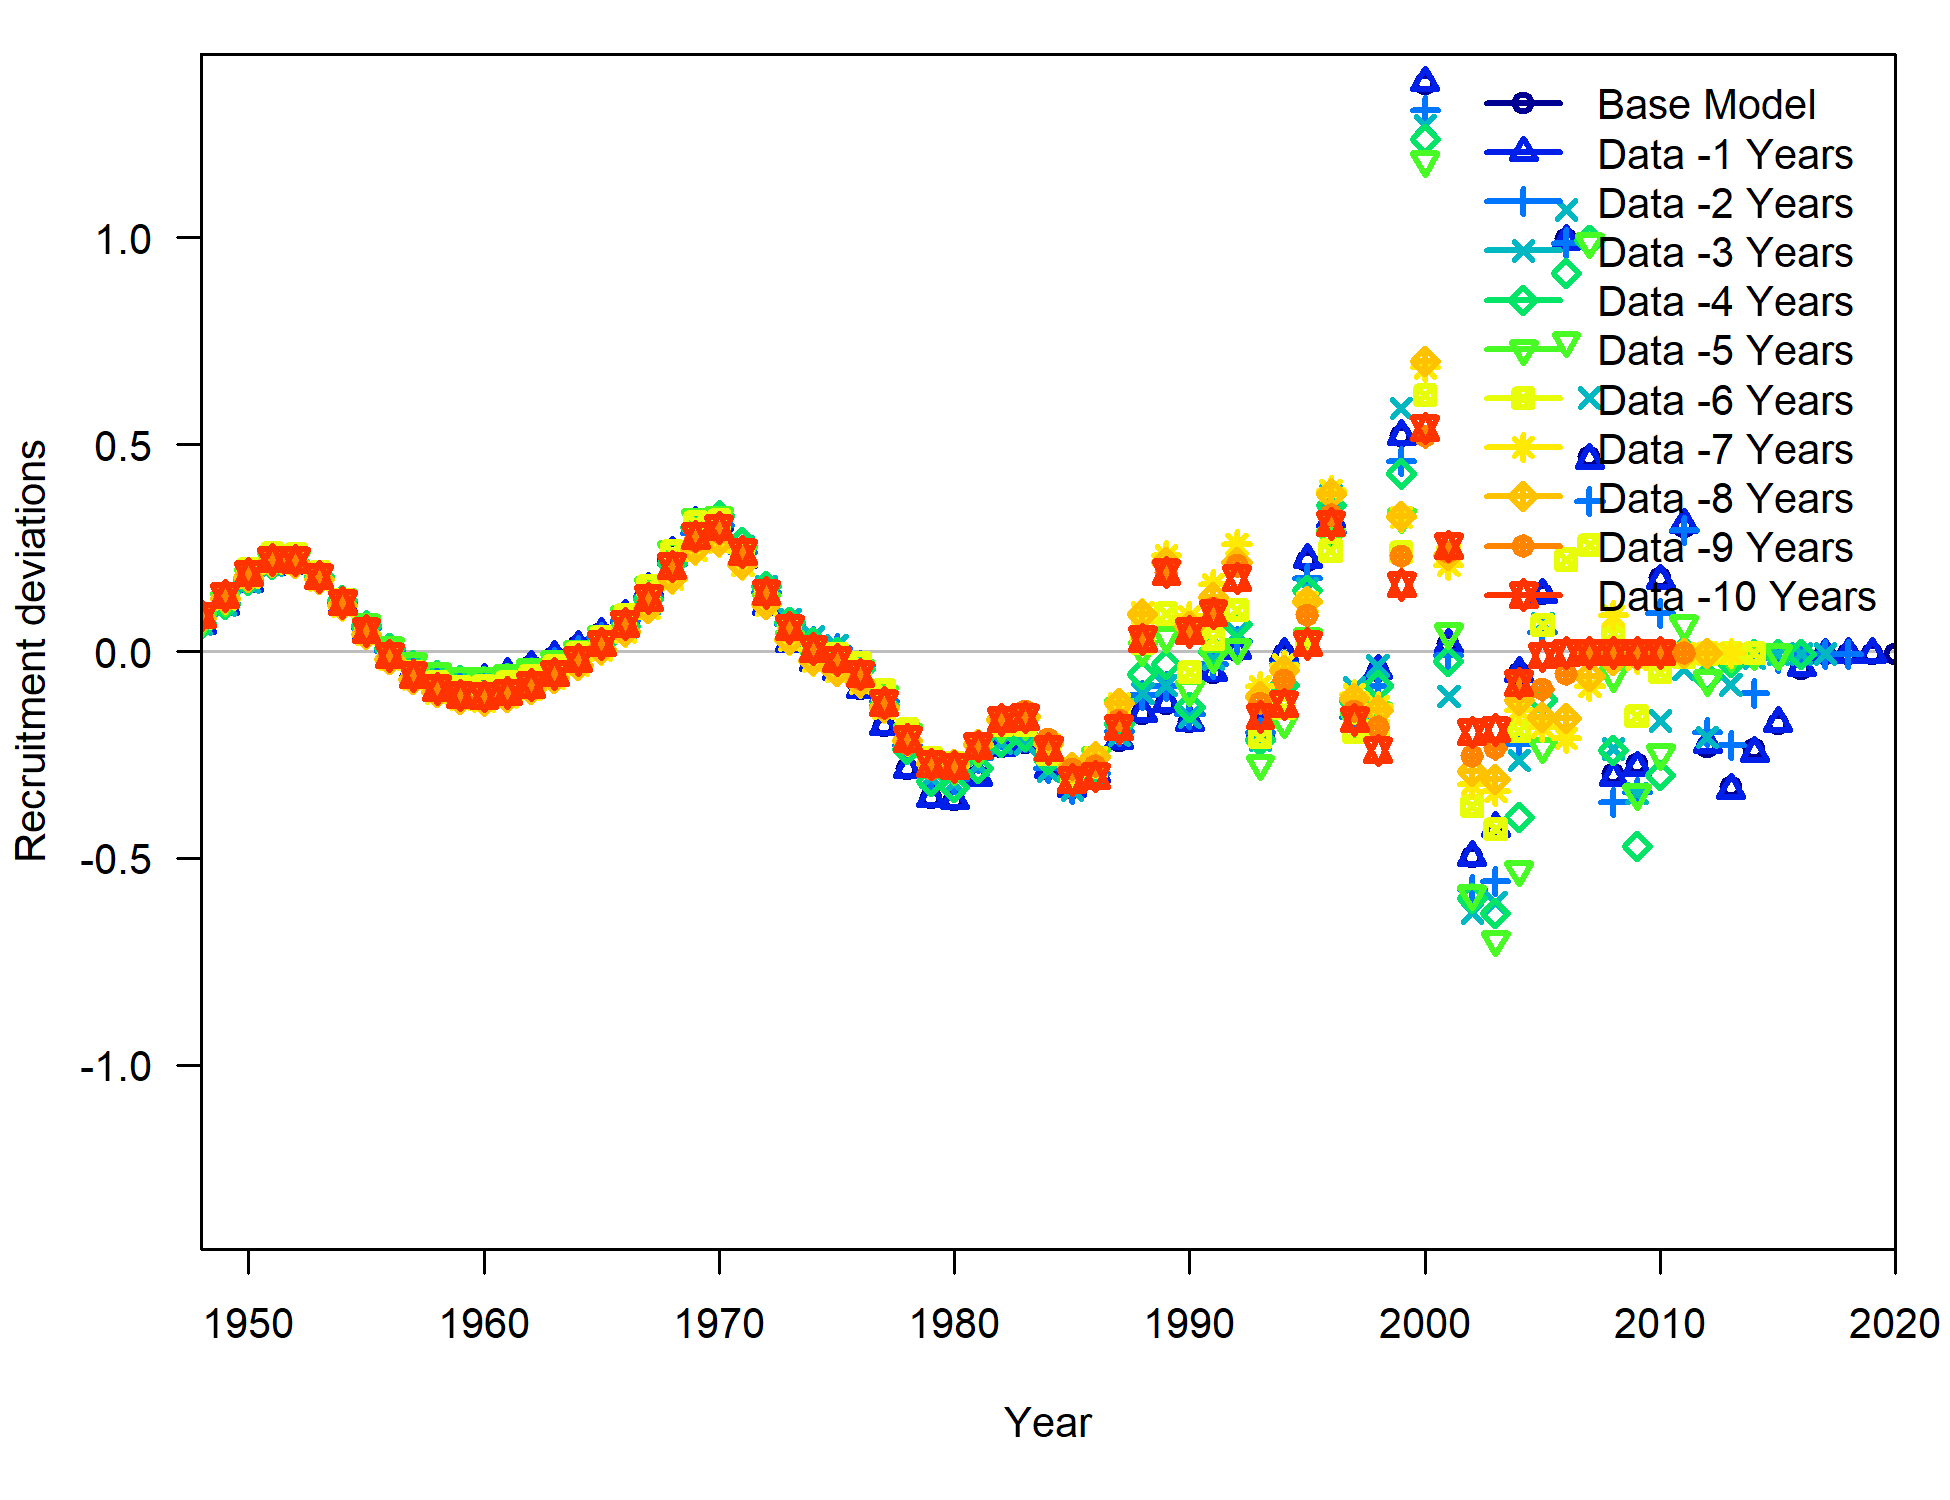 Base Model
Data -1 Years
Data -2 Years
Data -3 Years
Data -4 Years
Data -5 Years
Data -6 Years
Data -7 Years
Data -8 Years
Data -9 Years
Data -10 Years
1.0
0.5
0.0
-0.5
-1.0
Recruitment deviations
1950 1960 1970 1980 1990 2000 2010 2020
Year